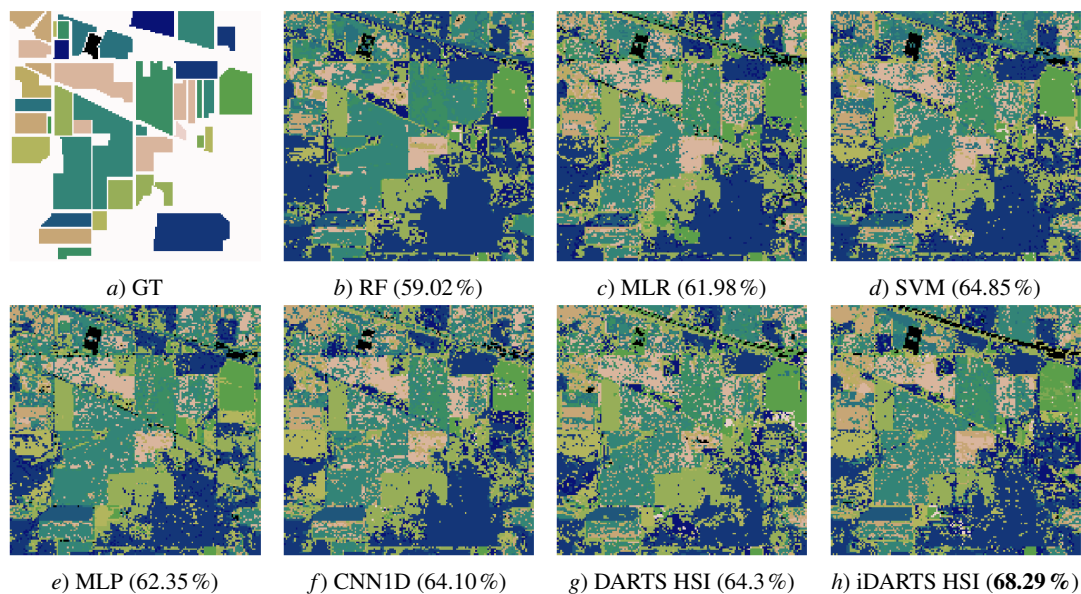 a) GT
b) RF (59.02 %)
c) MLR (61.98 %)
d) SVM (64.85 %)
e) MLP (62.35 %)
f) CNN1D (64.10 %)
g) DARTS HSI (64.3 %)
h) iDARTS HSI (68.29 %)